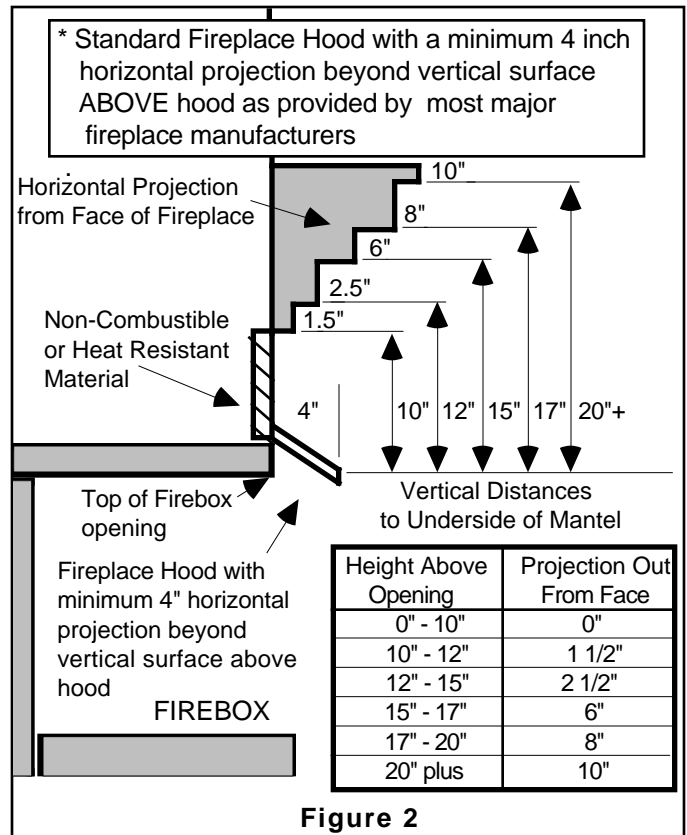 * Standard Fireplace Hood with a minimum 4 inch
horizontal projection beyond vertical surface
ABOVE hood as provided by most major
fireplace manufacturers
Horizontal Projection
from Face of Fireplace
10"
8"
6"
2.5"
1.5"
Non-Combustible
or Heat Resistant
Material
4"
10" 12" 15" 17" 20"+
Top of Firebox
opening
Vertical Distances
to Underside of Mantel
Fireplace Hood with
minimum 4" horizontal
projection beyond
vertical surface above
hood
FIREBOX
Height Above Opening Projection Out From Face
0" - 10" 0"
10" - 12" 1 1/2"
12" - 15" 2 1/2"
15" - 17" 6"
17" - 20" 8"
20" plus 10"
Figure 2